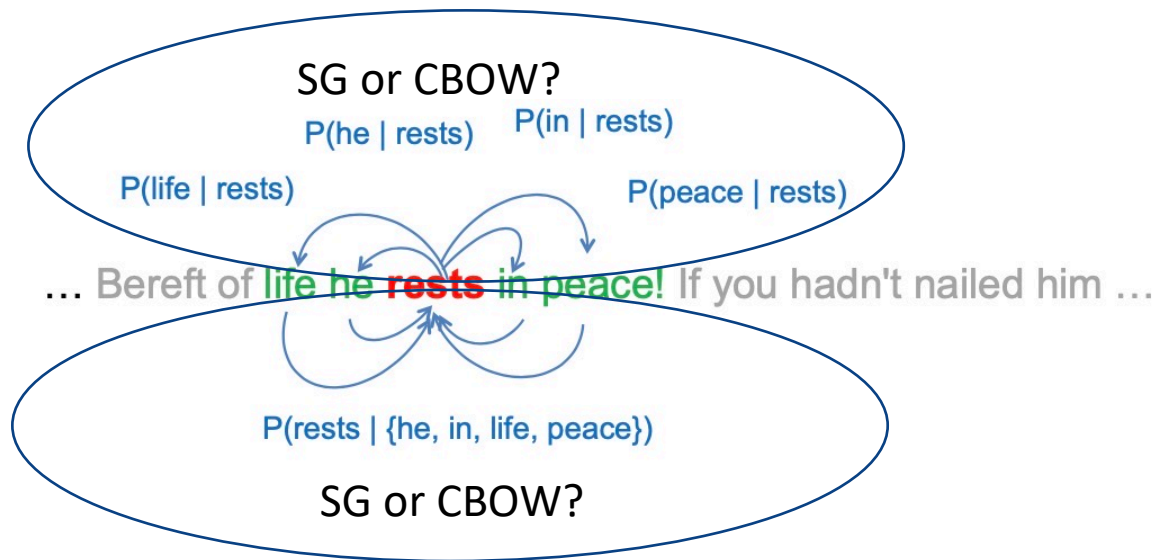 SG or CBOW?
P(he | rests) P(in | rests)
P(life | rests) P(peace | rests)
... Bereft of life he rests in peace! If you hadn't nailed him ...
P(rests | {he, in, life, peace})
SG or CBOW?